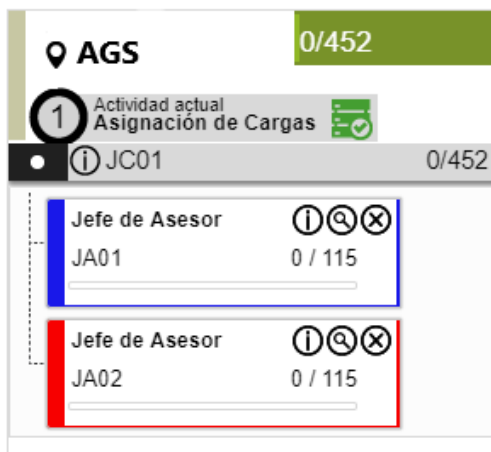 AGS
0/452
1
Actividad actual
Asignación de Cargas
JC01 0/452
Jefe de Asesor
JA01 0 / 115
Jefe de Asesor
JA02 0 / 115